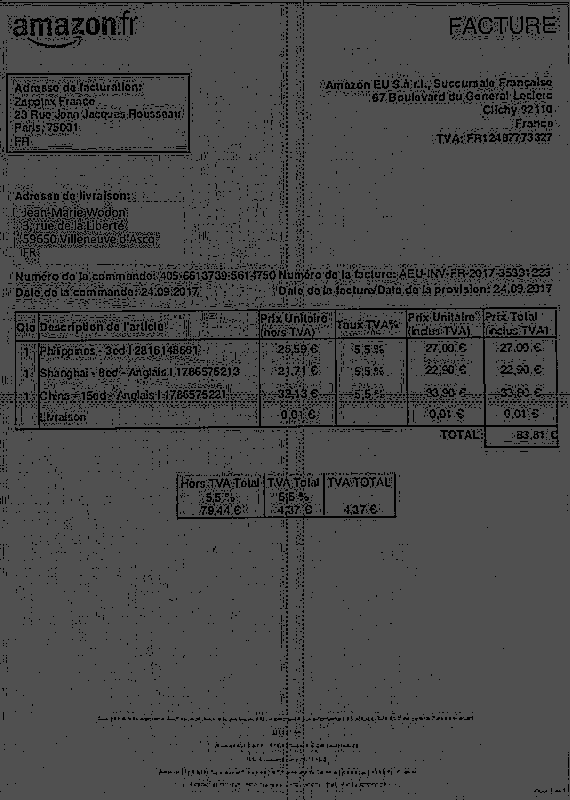 amazon.fr
FACTURE
Adresse de facturation:
Zappiax France
23 Rue Jean Jacques Rousseau
Paris, 75001
FR
Amazon EU S.à r.l., Succursale Française
67 Boulevard du General Leclerc
Clichy 92110
France
TVA: FR12487773327
Adresse de livraison:
Jean-Marie Wodon
3, rue de la Liberté
59650 Villeneuve d'Ascq
FR
Numéro de la commande: 405-6613739-5614750 Numéro de la facture: AEU-INV-FR-2017-35331223
Date de la commande: 24.09.2017 Date de la facture/Date de la provision: 24.09.2017
Qté Description de l'article Prix Unitaire (hors TVA) Taux TVA% Prix Unitaire (inclus TVA) Prix Total (inclus TVA)
1 Philippines - 3ed | 2816148661 25,59 € 5,5 % 27,00 € 27,00 €
1 Shanghai - 8ed - Anglais | 1786575213 21,71 € 5,5 % 22,90 € 22,90 €
1 China - 15ed - Anglais | 1786575221 32,13 € 5,5 % 33,90 € 33,90 €
Livraison 0,01 € 0,01 € 0,01 €
TOTAL: 83,81 €
Hors TVA Total TVA Total TVA TOTAL
5,5 % 5,5 %
79,44 € 4,37 € 4,37 €